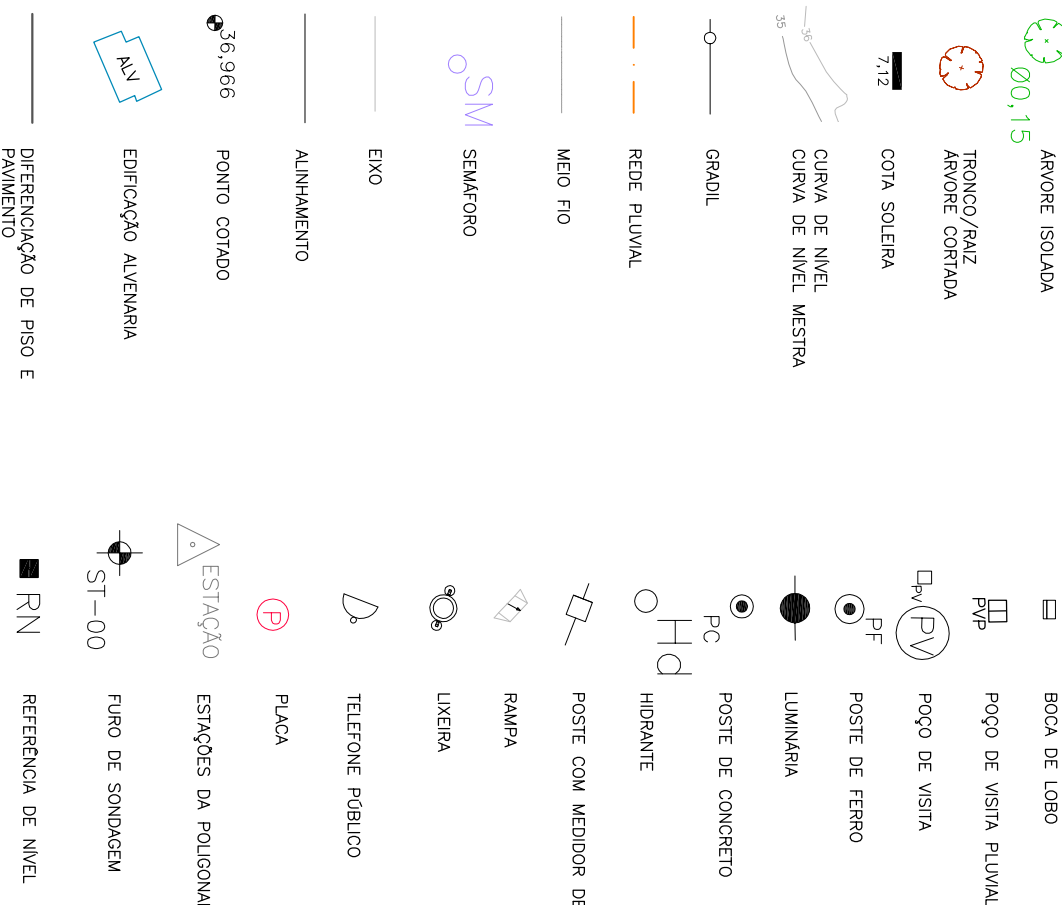 Ø0,15
ÁRVORE ISOLADA
TRONCO/RAIZ
ÁRVORE CORTADA
7,12
COTA SOLEIRA
36
35
CURVA DE NÍVEL
CURVA DE NÍVEL MESTRA
GRADIL
REDE PLUVIAL
MEIO FIO
SM
SEMÁFORO
EIXO
ALINHAMENTO
36,966
PONTO COTADO
ALV
EDIFICAÇÃO ALVENARIA
DIFERENCIAÇÃO DE PISO E
PAVIMENTO
BOCA DE LOBO
PVP
POÇO DE VISITA PLUVIAL
PV
PV
POÇO DE VISITA
PF
POSTE DE FERRO
LUMINÁRIA
PC
POSTE DE CONCRETO
Hd
HIDRANTE
POSTE COM MEDIDOR DE
RAMPA
LIXEIRA
TELEFONE PÚBLICO
P
PLACA
ESTAÇÃO
ESTAÇÕES DA POLIGONAL
ST-00
FURO DE SONDAGEM
RN
REFERÊNCIA DE NÍVEL